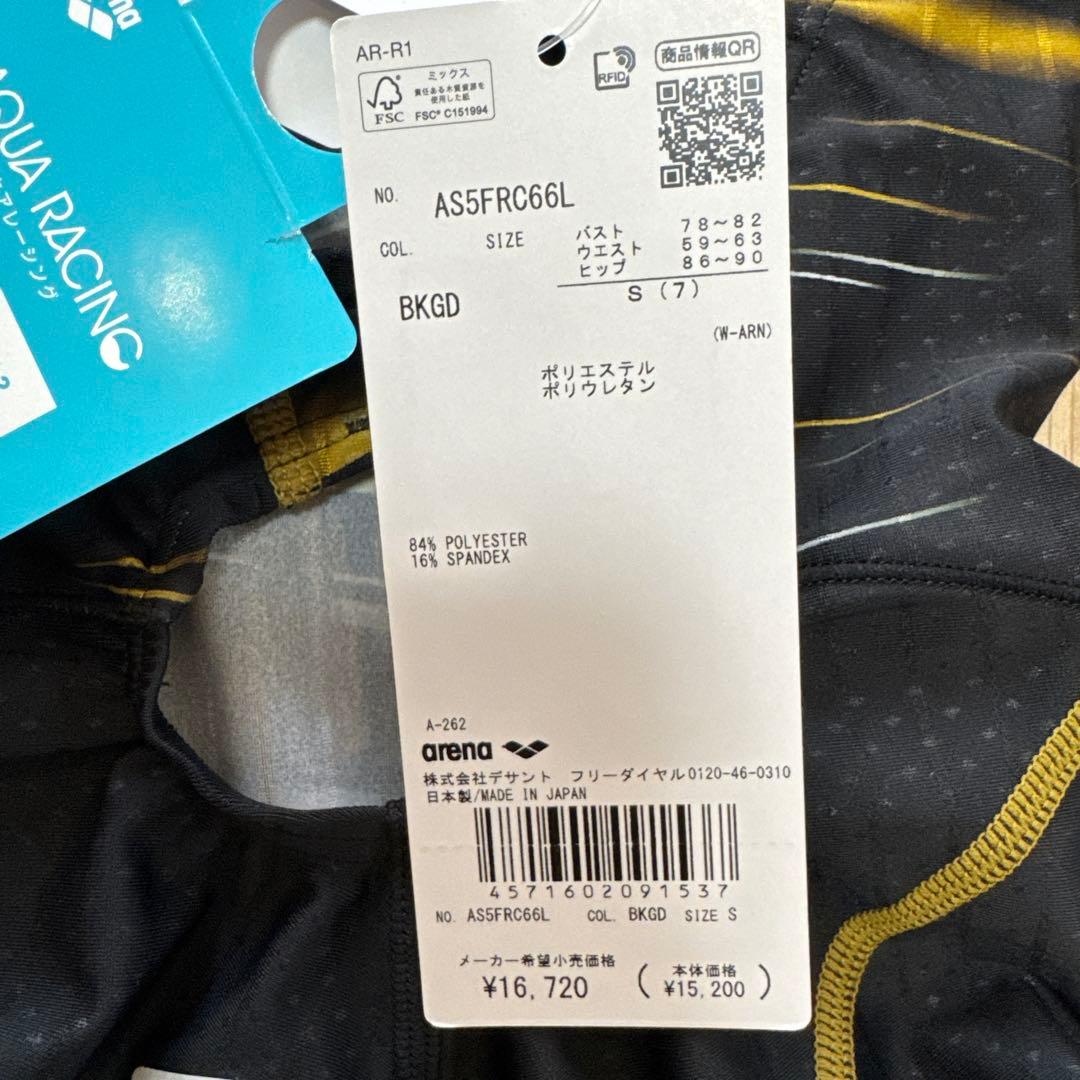 arena
AQUA RACING
アレーシング
AR-R1
FSC
ミックス
責任ある木質資源を
使用した紙
FSC® C151994
RFID
商品情報QR
NO. AS5FRC66L
COL. SIZE
バスト 78～82
ウエスト 59～63
ヒップ 86～90
S (7)
BKGD
(W-ARN)
ポリエステル
ポリウレタン
84% POLYESTER
16% SPANDEX
A-262
arena
株式会社デサント フリーダイヤル0120-46-0310
日本製/MADE IN JAPAN
4571602091537
NO. AS5FRC66L COL. BKGD SIZE S
メーカー希望小売価格
¥16,720
(本体価格
¥15,200)